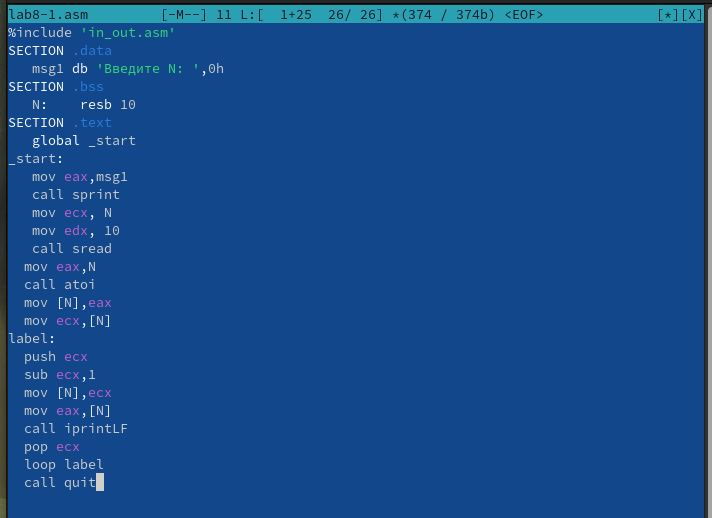 lab8-1.asm [-M--] 11 L:[ 1+25 26/ 26] *(374 / 374b) <EOF> [*][X]
%include 'in_out.asm'
SECTION .data
   msg1 db 'Введите N: ',0h
SECTION .bss
   N:    resb 10
SECTION .text
   global _start
_start:
   mov eax,msg1
   call sprint
   mov ecx, N
   mov edx, 10
   call sread
  mov eax,N
  call atoi
  mov [N],eax
  mov ecx,[N]
label:
  push ecx
  sub ecx,1
  mov [N],ecx
  mov eax,[N]
  call iprintLF
  pop ecx
  loop label
  call quit